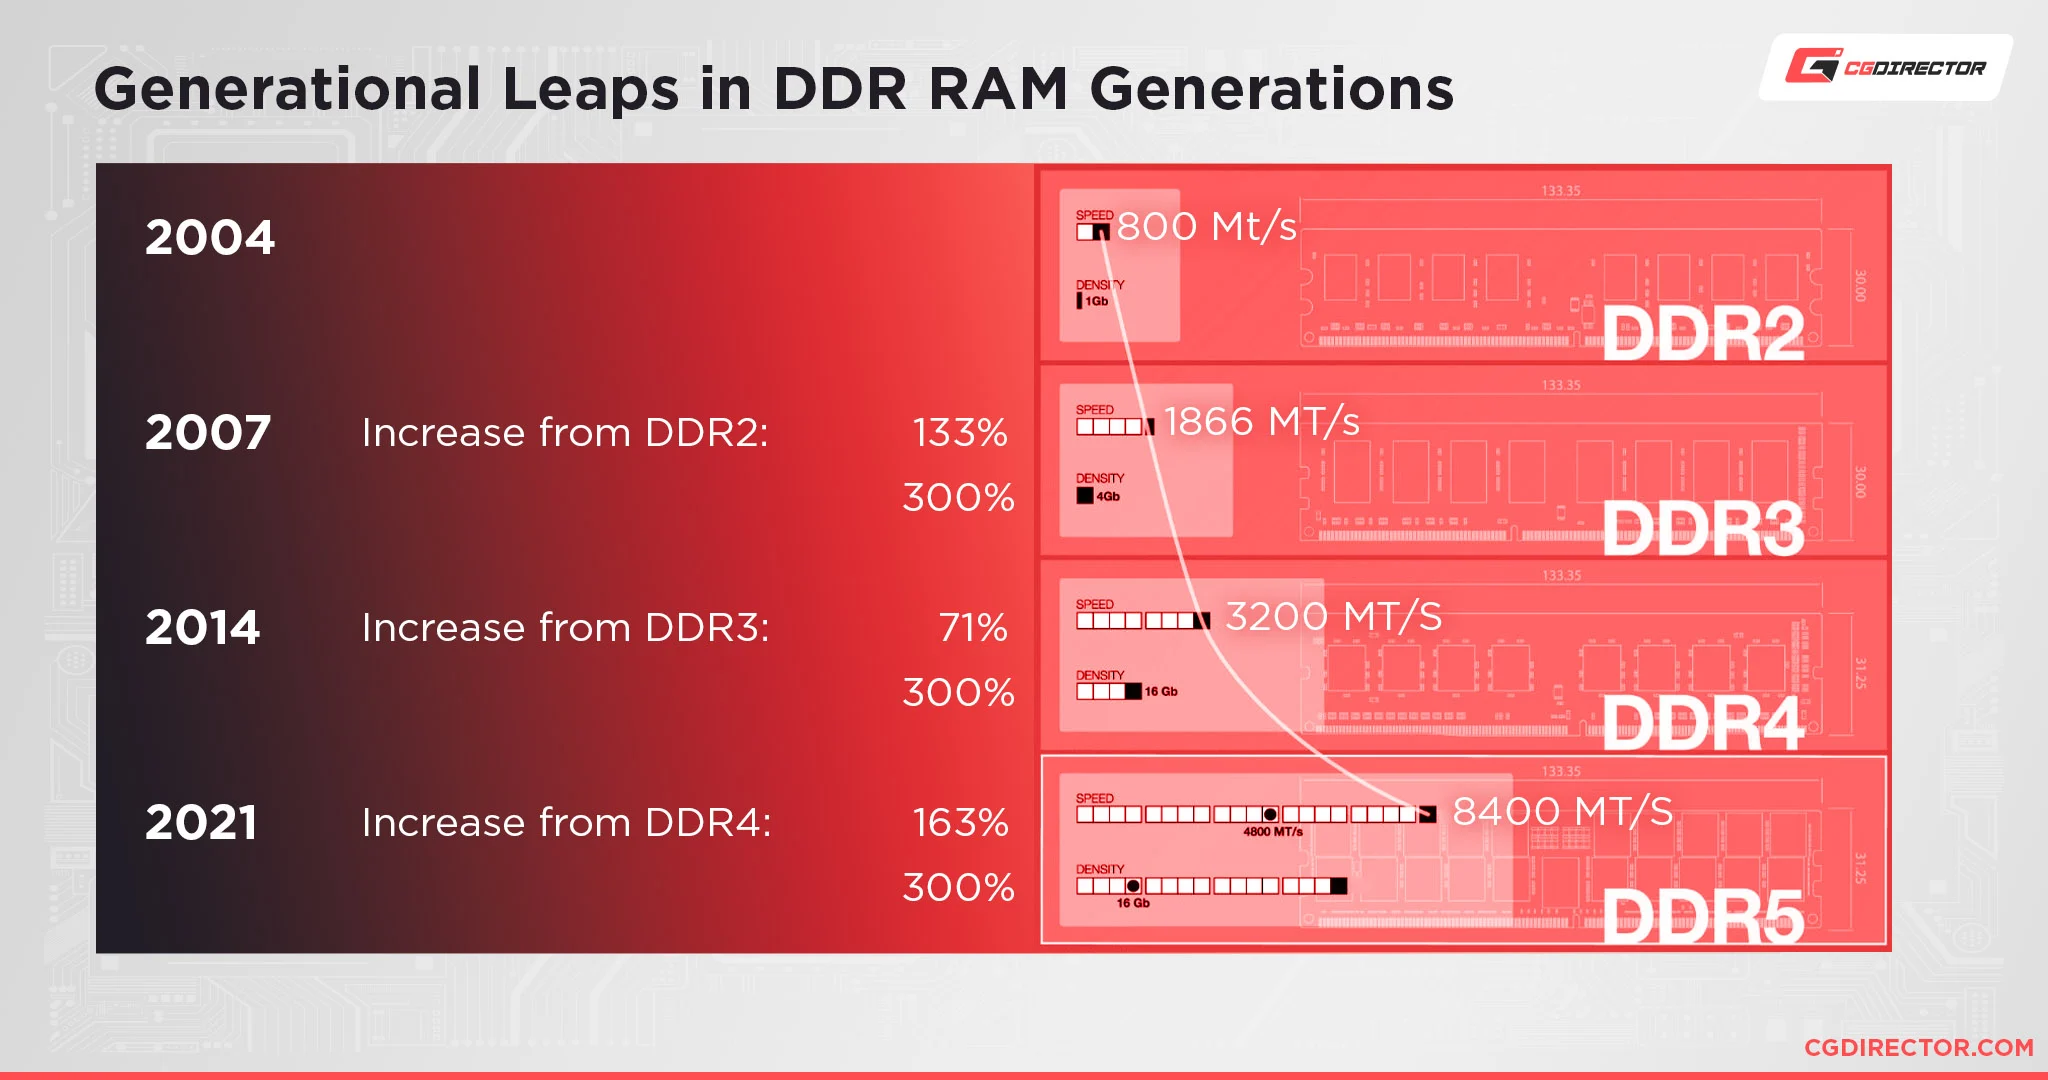 Generational Leaps in DDR RAM Generations
CGDIRECTOR
2004
SPEED
800 Mt/s
DENSITY
1Gb
133.35
30.00
DDR2
2007
Increase from DDR2:
133%
300%
SPEED
1866 MT/s
DENSITY
4Gb
133.35
30.00
DDR3
2014
Increase from DDR3:
71%
300%
SPEED
3200 MT/S
DENSITY
16 Gb
133.35
31.25
DDR4
2021
Increase from DDR4:
163%
300%
SPEED
8400 MT/S
4800 MT/s
DENSITY
16 Gb
133.35
31.25
DDR5
CGDIRECTOR.COM